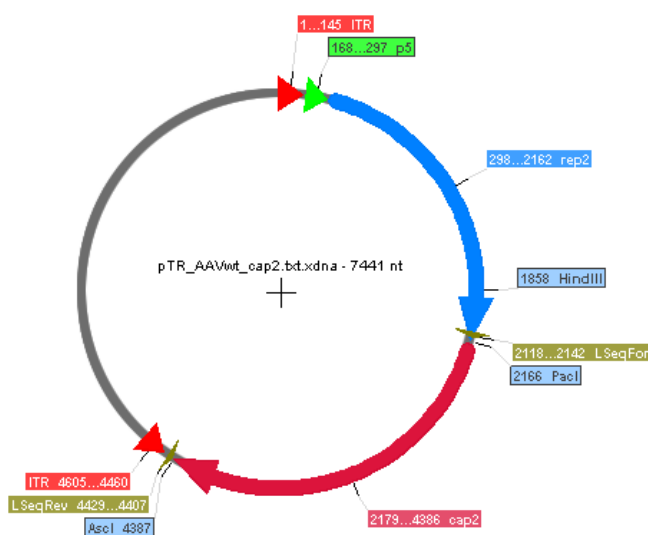 1...145 ITR
168...297 p5
298...2162 rep2
pTR_AAVwt_cap2.txt.xdna - 7441 nt
1858 HindIII
2118...2142 LSeqFor
2166 PacI
ITR 4605...4460
LSeqRev 4429...4407
AscI 4387
2179...4386 cap2